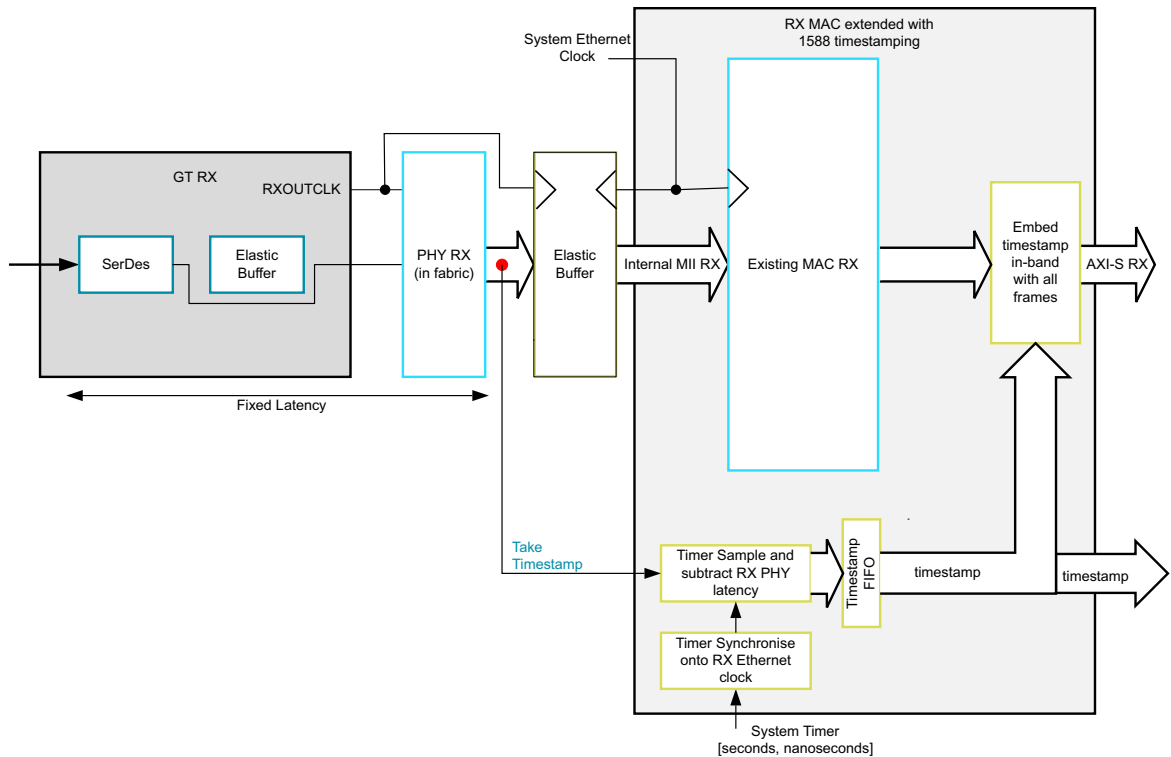 RX MAC extended with
1588 timestamping
System Ethernet
Clock
GT RX
RXOUTCLK
SerDes
Elastic
Buffer
PHY RX
(in fabric)
Elastic
Buffer
Internal MII RX
Existing MAC RX
Embed
timestamp
in-band
with all
frames
AXI-S RX
Fixed Latency
Take
Timestamp
Timer Sample and
subtract RX PHY
latency
Timestamp
FIFO
timestamp
timestamp
Timer Synchronise
onto RX Ethernet
clock
System Timer
[seconds, nanoseconds]